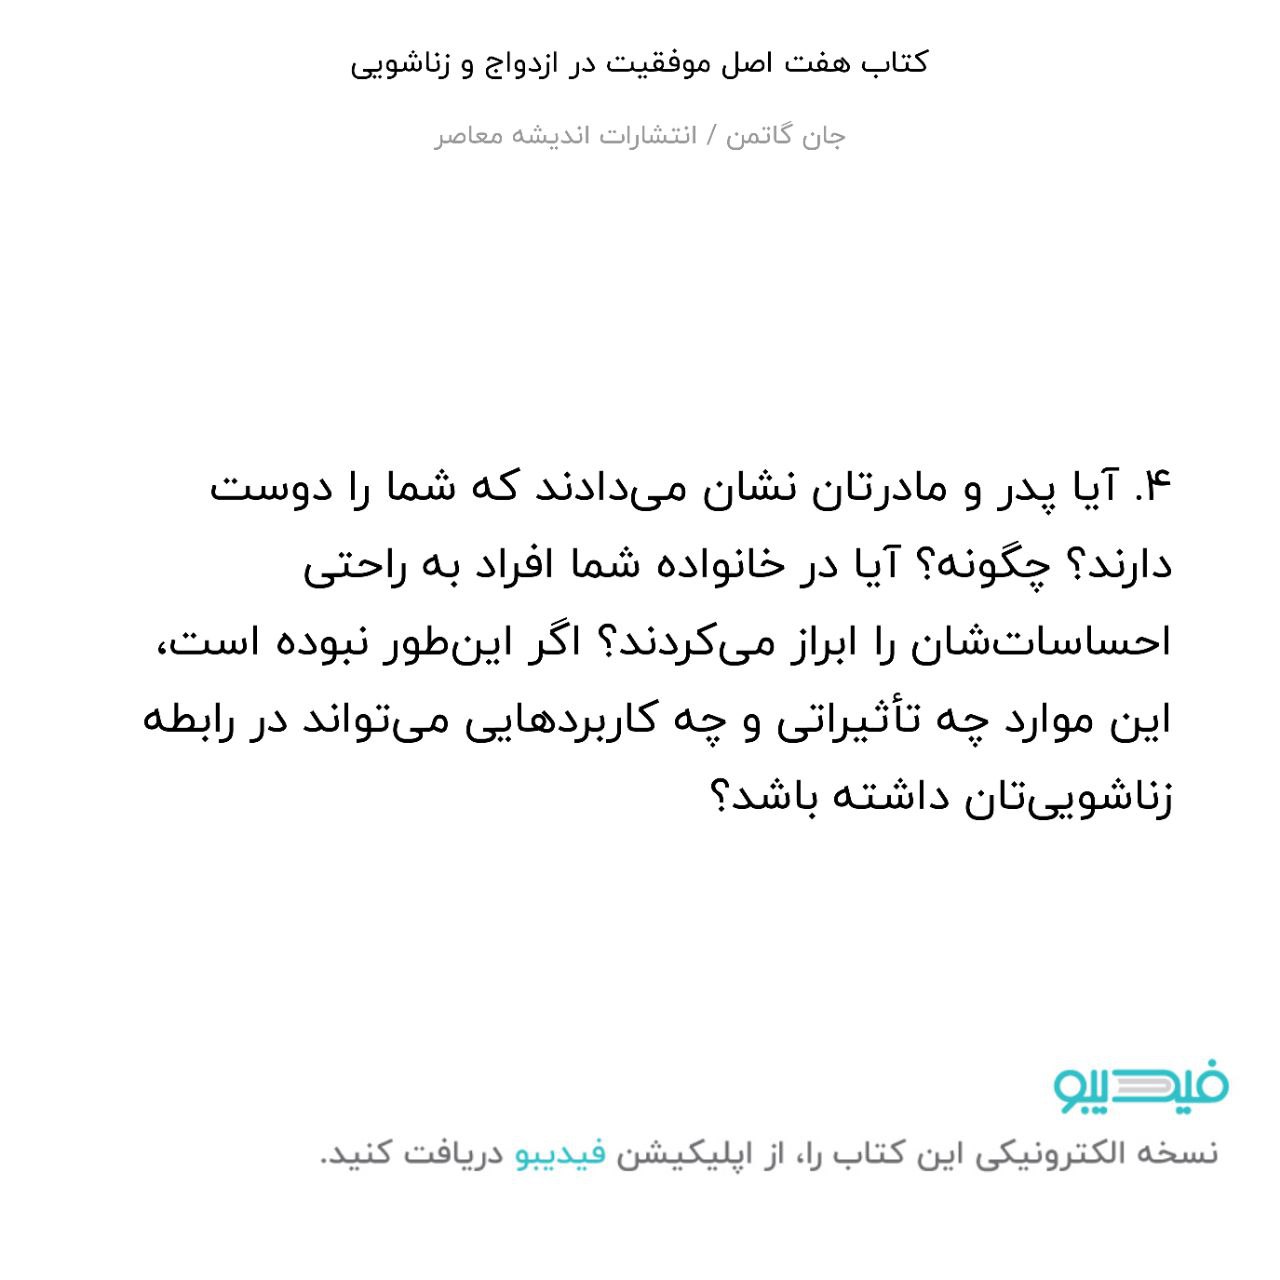 کتاب هفت اصل موفقیت در ازدواج و زناشویی
جان گاتمن / انتشارات اندیشه معاصر
۴. آیا پدر و مادرتان نشان می‌دادند که شما را دوست
دارند؟ چگونه؟ آیا در خانواده شما افراد به راحتی
احساسات‌شان را ابراز می‌کردند؟ اگر این‌طور نبوده است،
این موارد چه تأثیراتی و چه کاربردهایی می‌تواند در رابطه
زناشویی‌تان داشته باشد؟
فیدیبو
نسخه الکترونیکی این کتاب را، از اپلیکیشن فیدیبو دریافت کنید.